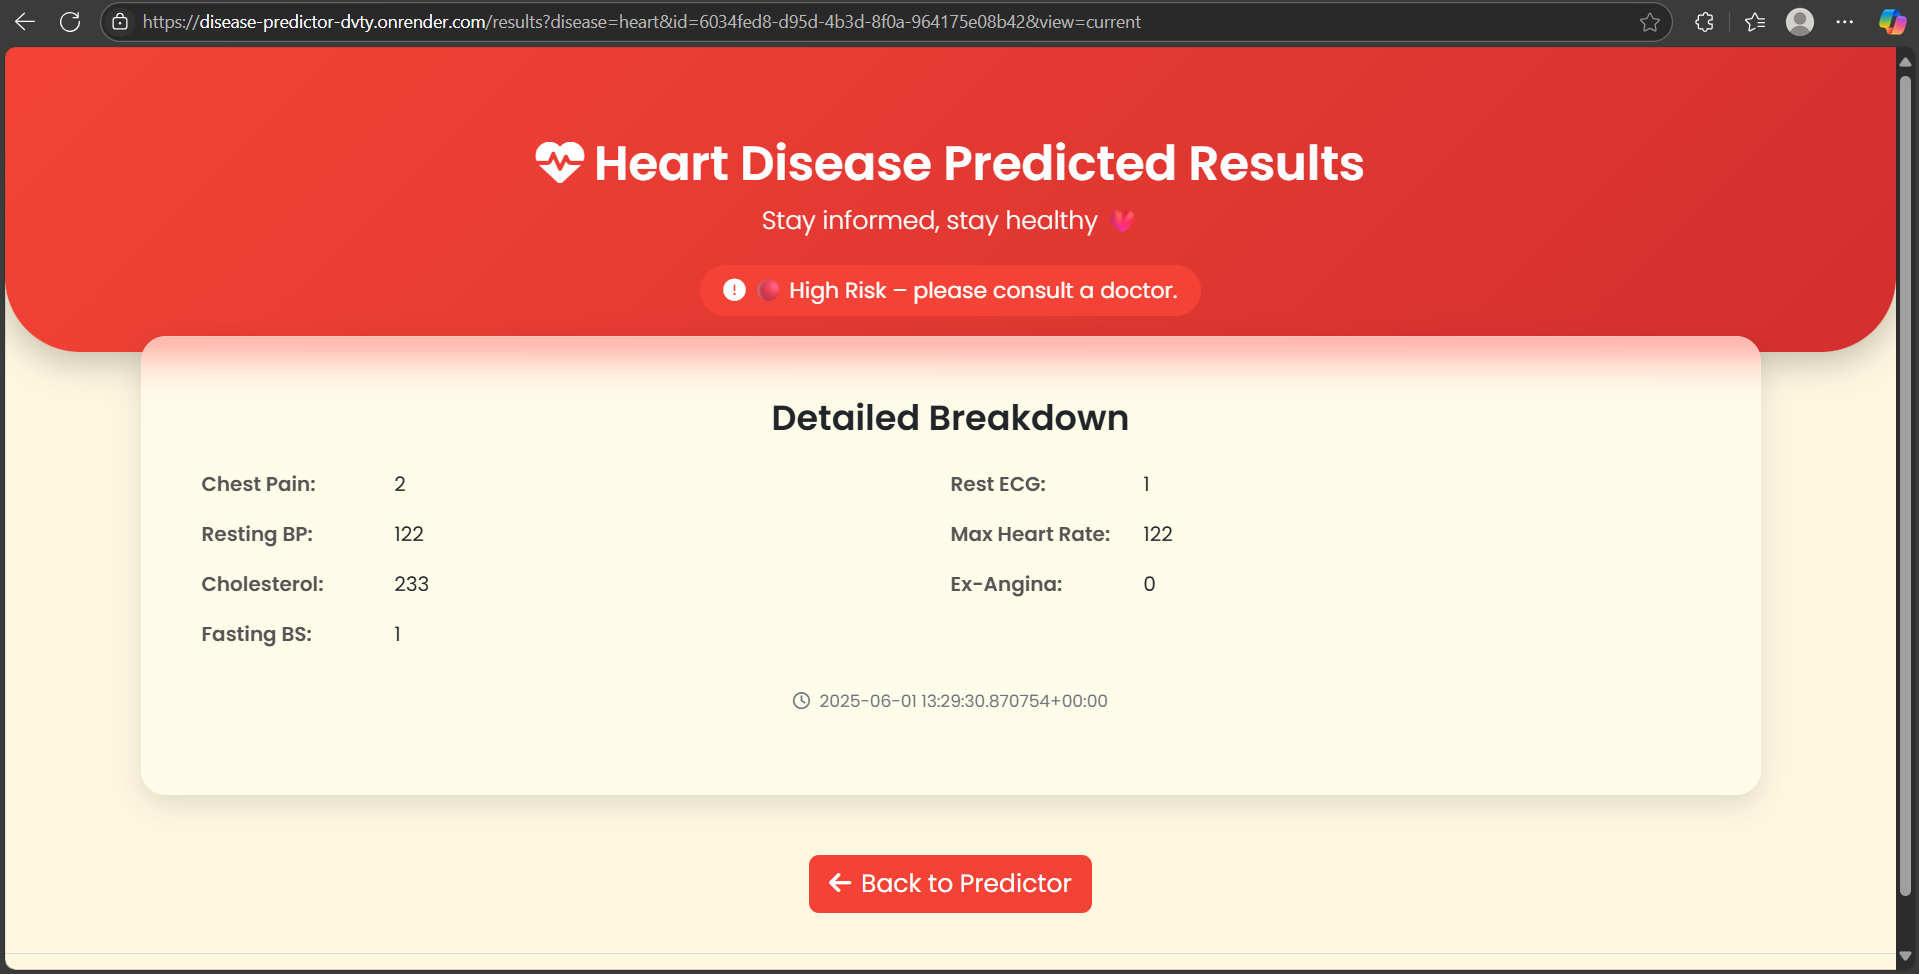 https://disease-predictor-dvty.onrender.com/results?disease=heart&id=6034fed8-d95d-4b3d-8f0a-964175e08b42&view=current
Heart Disease Predicted Results
Stay informed, stay healthy 💓
! 🔴 High Risk – please consult a doctor.
Detailed Breakdown
Chest Pain: 2
Rest ECG: 1
Resting BP: 122
Max Heart Rate: 122
Cholesterol: 233
Ex-Angina: 0
Fasting BS: 1
2025-06-01 13:29:30.870754+00:00
← Back to Predictor